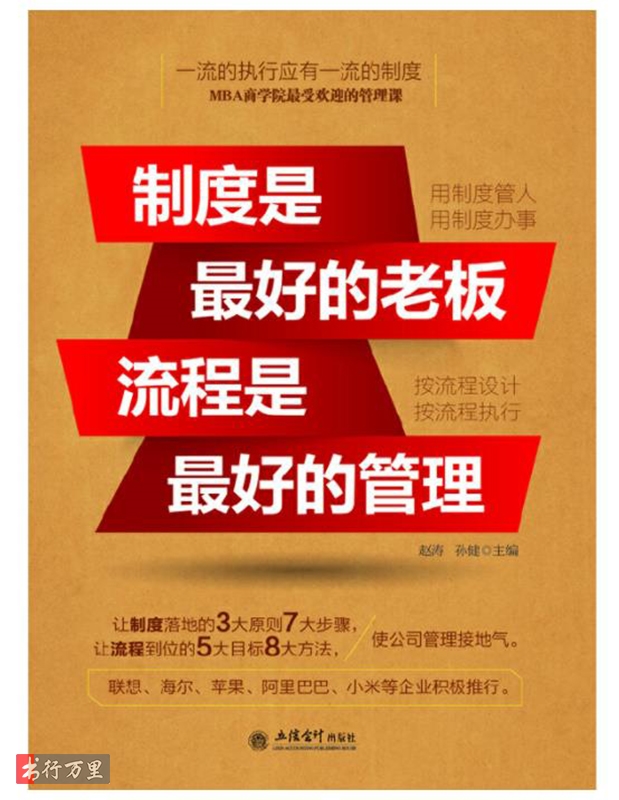 一流的执行应有一流的制度
MBA商学院最受欢迎的管理课
制度是
用制度管人
用制度办事
最好的老板
流程是
按流程设计
按流程执行
最好的管理
赵涛 孙健◎主编
让制度落地的3大原则7大步骤，
让流程到位的5大目标8大方法，
使公司管理接地气。
联想、海尔、苹果、阿里巴巴、小米等企业积极推行。
立信会计出版社
LIXIN ACCOUNTING PUBLISHING HOUSE
书行万里